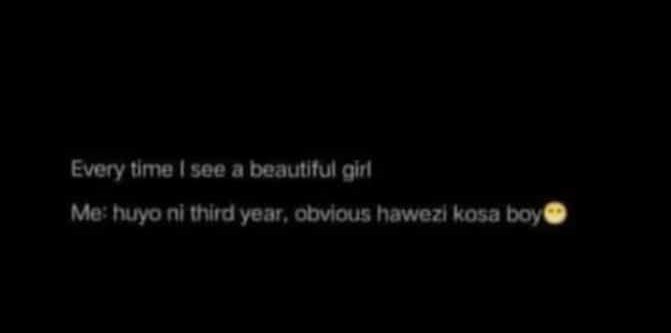 Every time I see a beautiful girl
Me: huyo ni third year, obvious hawezi kosa boy😁